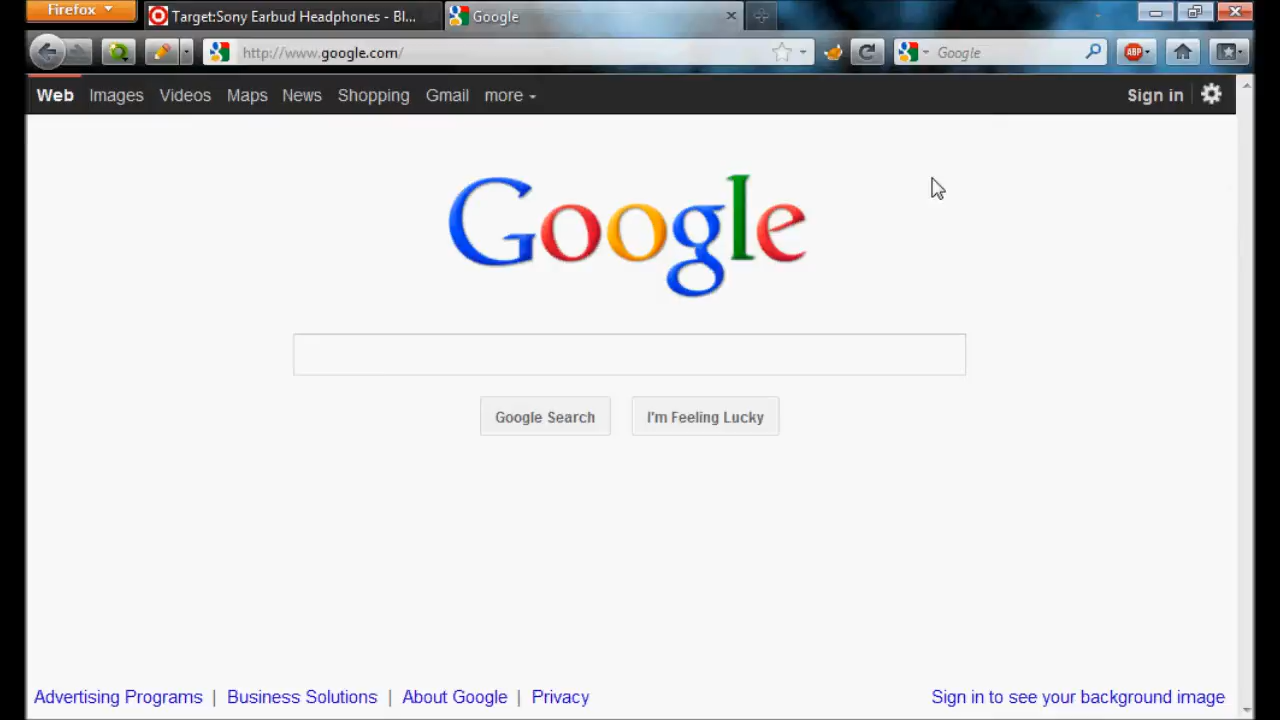 Firefox
Target:Sony Earbud Headphones - Bl...
Google
http://www.google.com/
Google
ABP
Web Images Videos Maps News Shopping Gmail more
Sign in
Google
Google Search
I'm Feeling Lucky
Advertising Programs | Business Solutions | About Google | Privacy
Sign in to see your background image